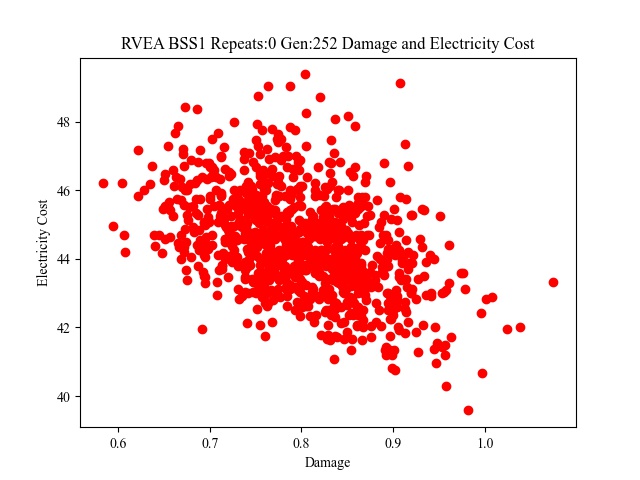 RVEA BSS1 Repeats:0 Gen:252 Damage and Electricity Cost
48
46
44
42
40
Electricity Cost
0.6 0.7 0.8 0.9 1.0
Damage